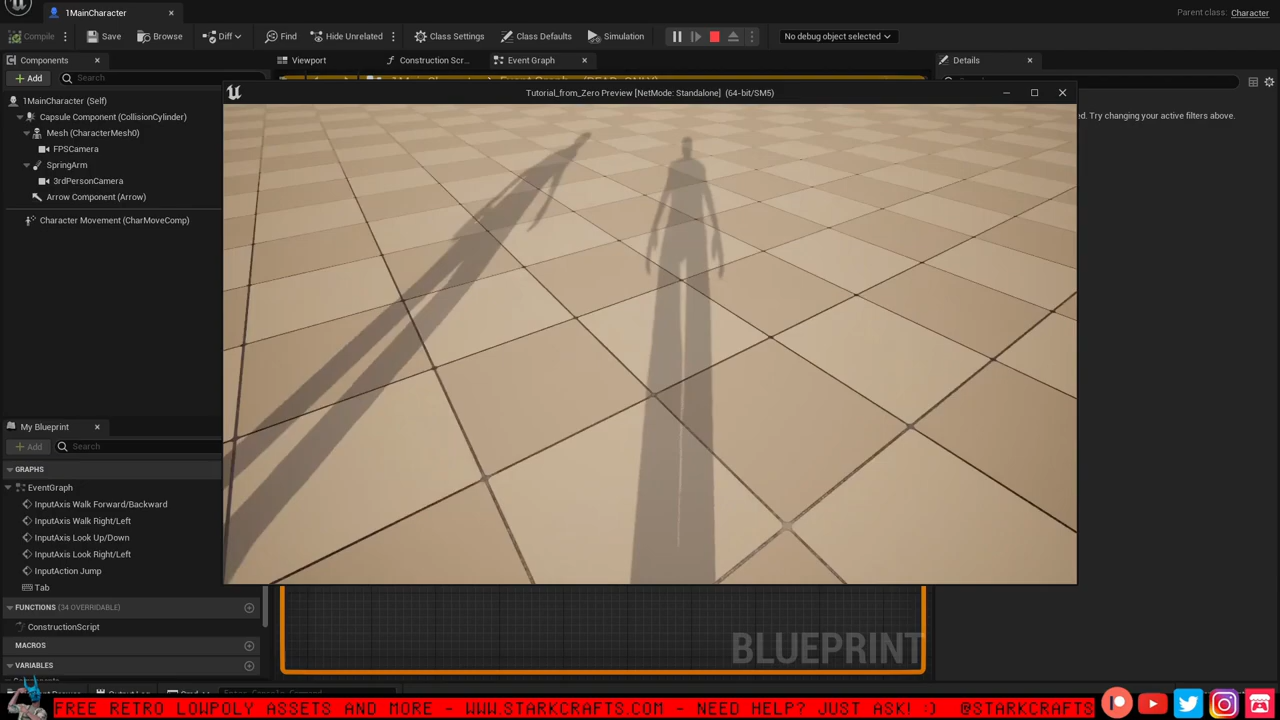 1MainCharacter
Parent class: Character
Compile
Save
Browse
Diff
Find
Hide Unrelated
Class Settings
Class Defaults
Simulation
No debug object selected
Components
Viewport
Construction Scr...
Event Graph
Details
Add
Search
Tutorial_from_Zero Preview [NetMode: Standalone] (64-bit/SM5)
1MainCharacter (Self)
Capsule Component (CollisionCylinder)
d. Try changing your active filters above.
Mesh (CharacterMesh0)
FPSCamera
SpringArm
3rdPersonCamera
Arrow Component (Arrow)
Character Movement (CharMoveComp)
My Blueprint
Add
Search
GRAPHS
EventGraph
InputAxis Walk Forward/Backward
InputAxis Walk Right/Left
InputAxis Look Up/Down
InputAxis Look Right/Left
InputAction Jump
Tab
FUNCTIONS (34 OVERRIDABLE)
ConstructionScript
MACROS
BLUEPRINT
VARIABLES
FREE RETRO LOWPOLY ASSETS AND MORE - WWW.STARKCRAFTS.COM - NEED HELP? JUST ASK! :) @STARKCRAFTS